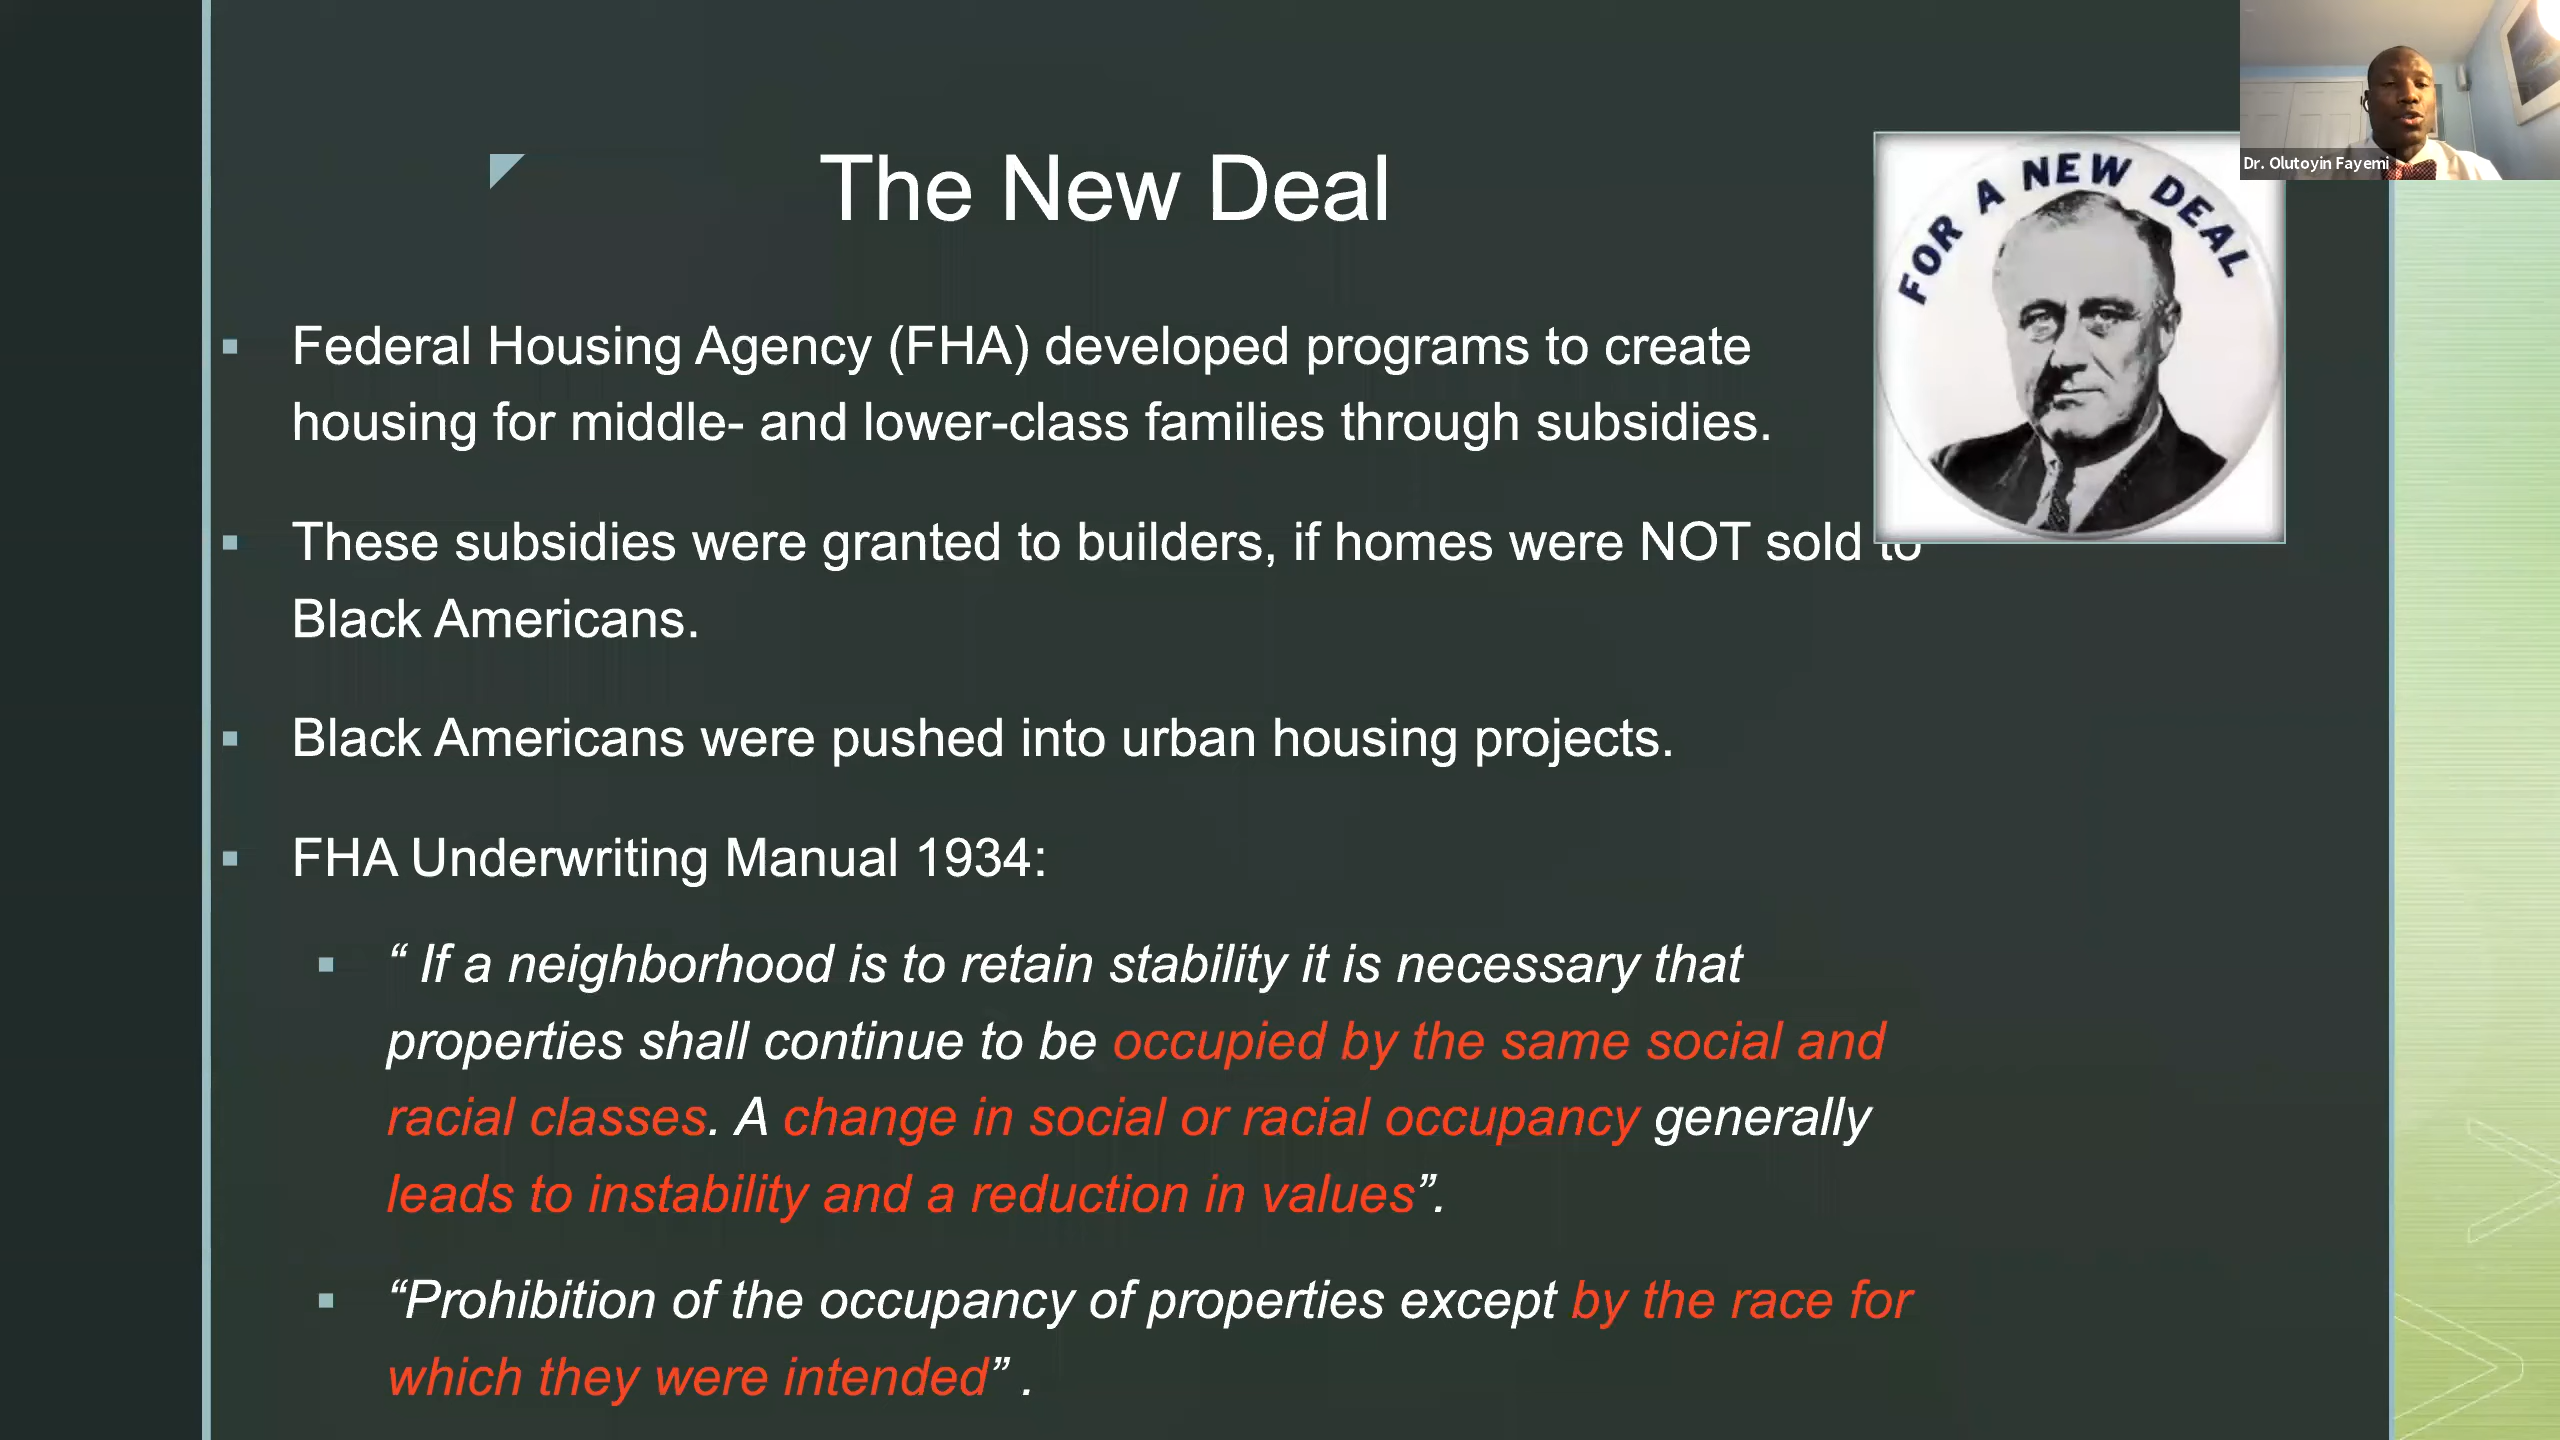 Dr. Olutoyin Fayemi
The New Deal
FOR A NEW DEAL
Federal Housing Agency (FHA) developed programs to create
housing for middle- and lower-class families through subsidies.
These subsidies were granted to builders, if homes were NOT sold to
Black Americans.
Black Americans were pushed into urban housing projects.
FHA Underwriting Manual 1934:
“ If a neighborhood is to retain stability it is necessary that
properties shall continue to be occupied by the same social and
racial classes. A change in social or racial occupancy generally
leads to instability and a reduction in values”.
“Prohibition of the occupancy of properties except by the race for
which they were intended” .